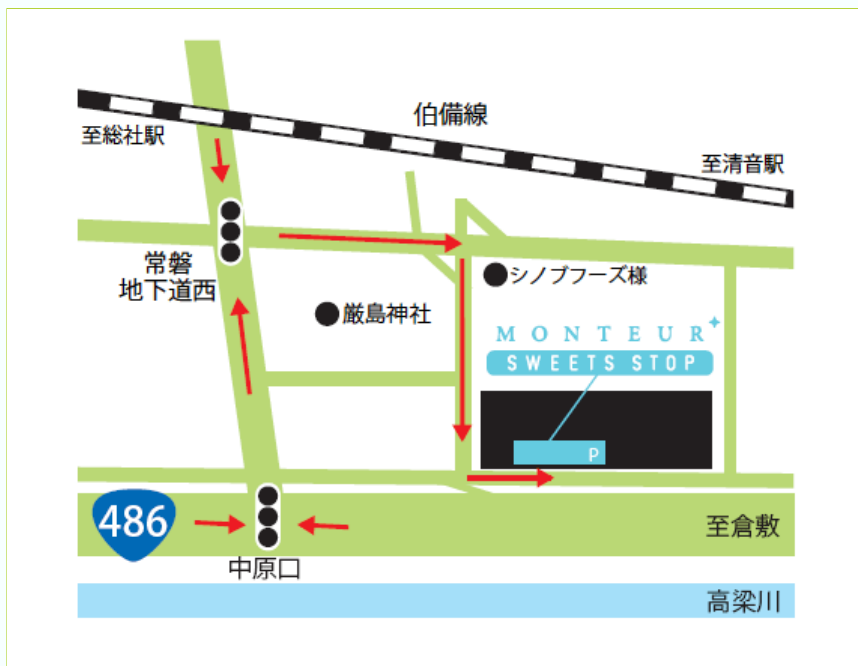 伯備線
至総社駅
至清音駅
常磐
地下道西
シノブフーズ様
厳島神社
MONTEUR
SWEETS STOP
P
486
至倉敷
中原口
高梁川